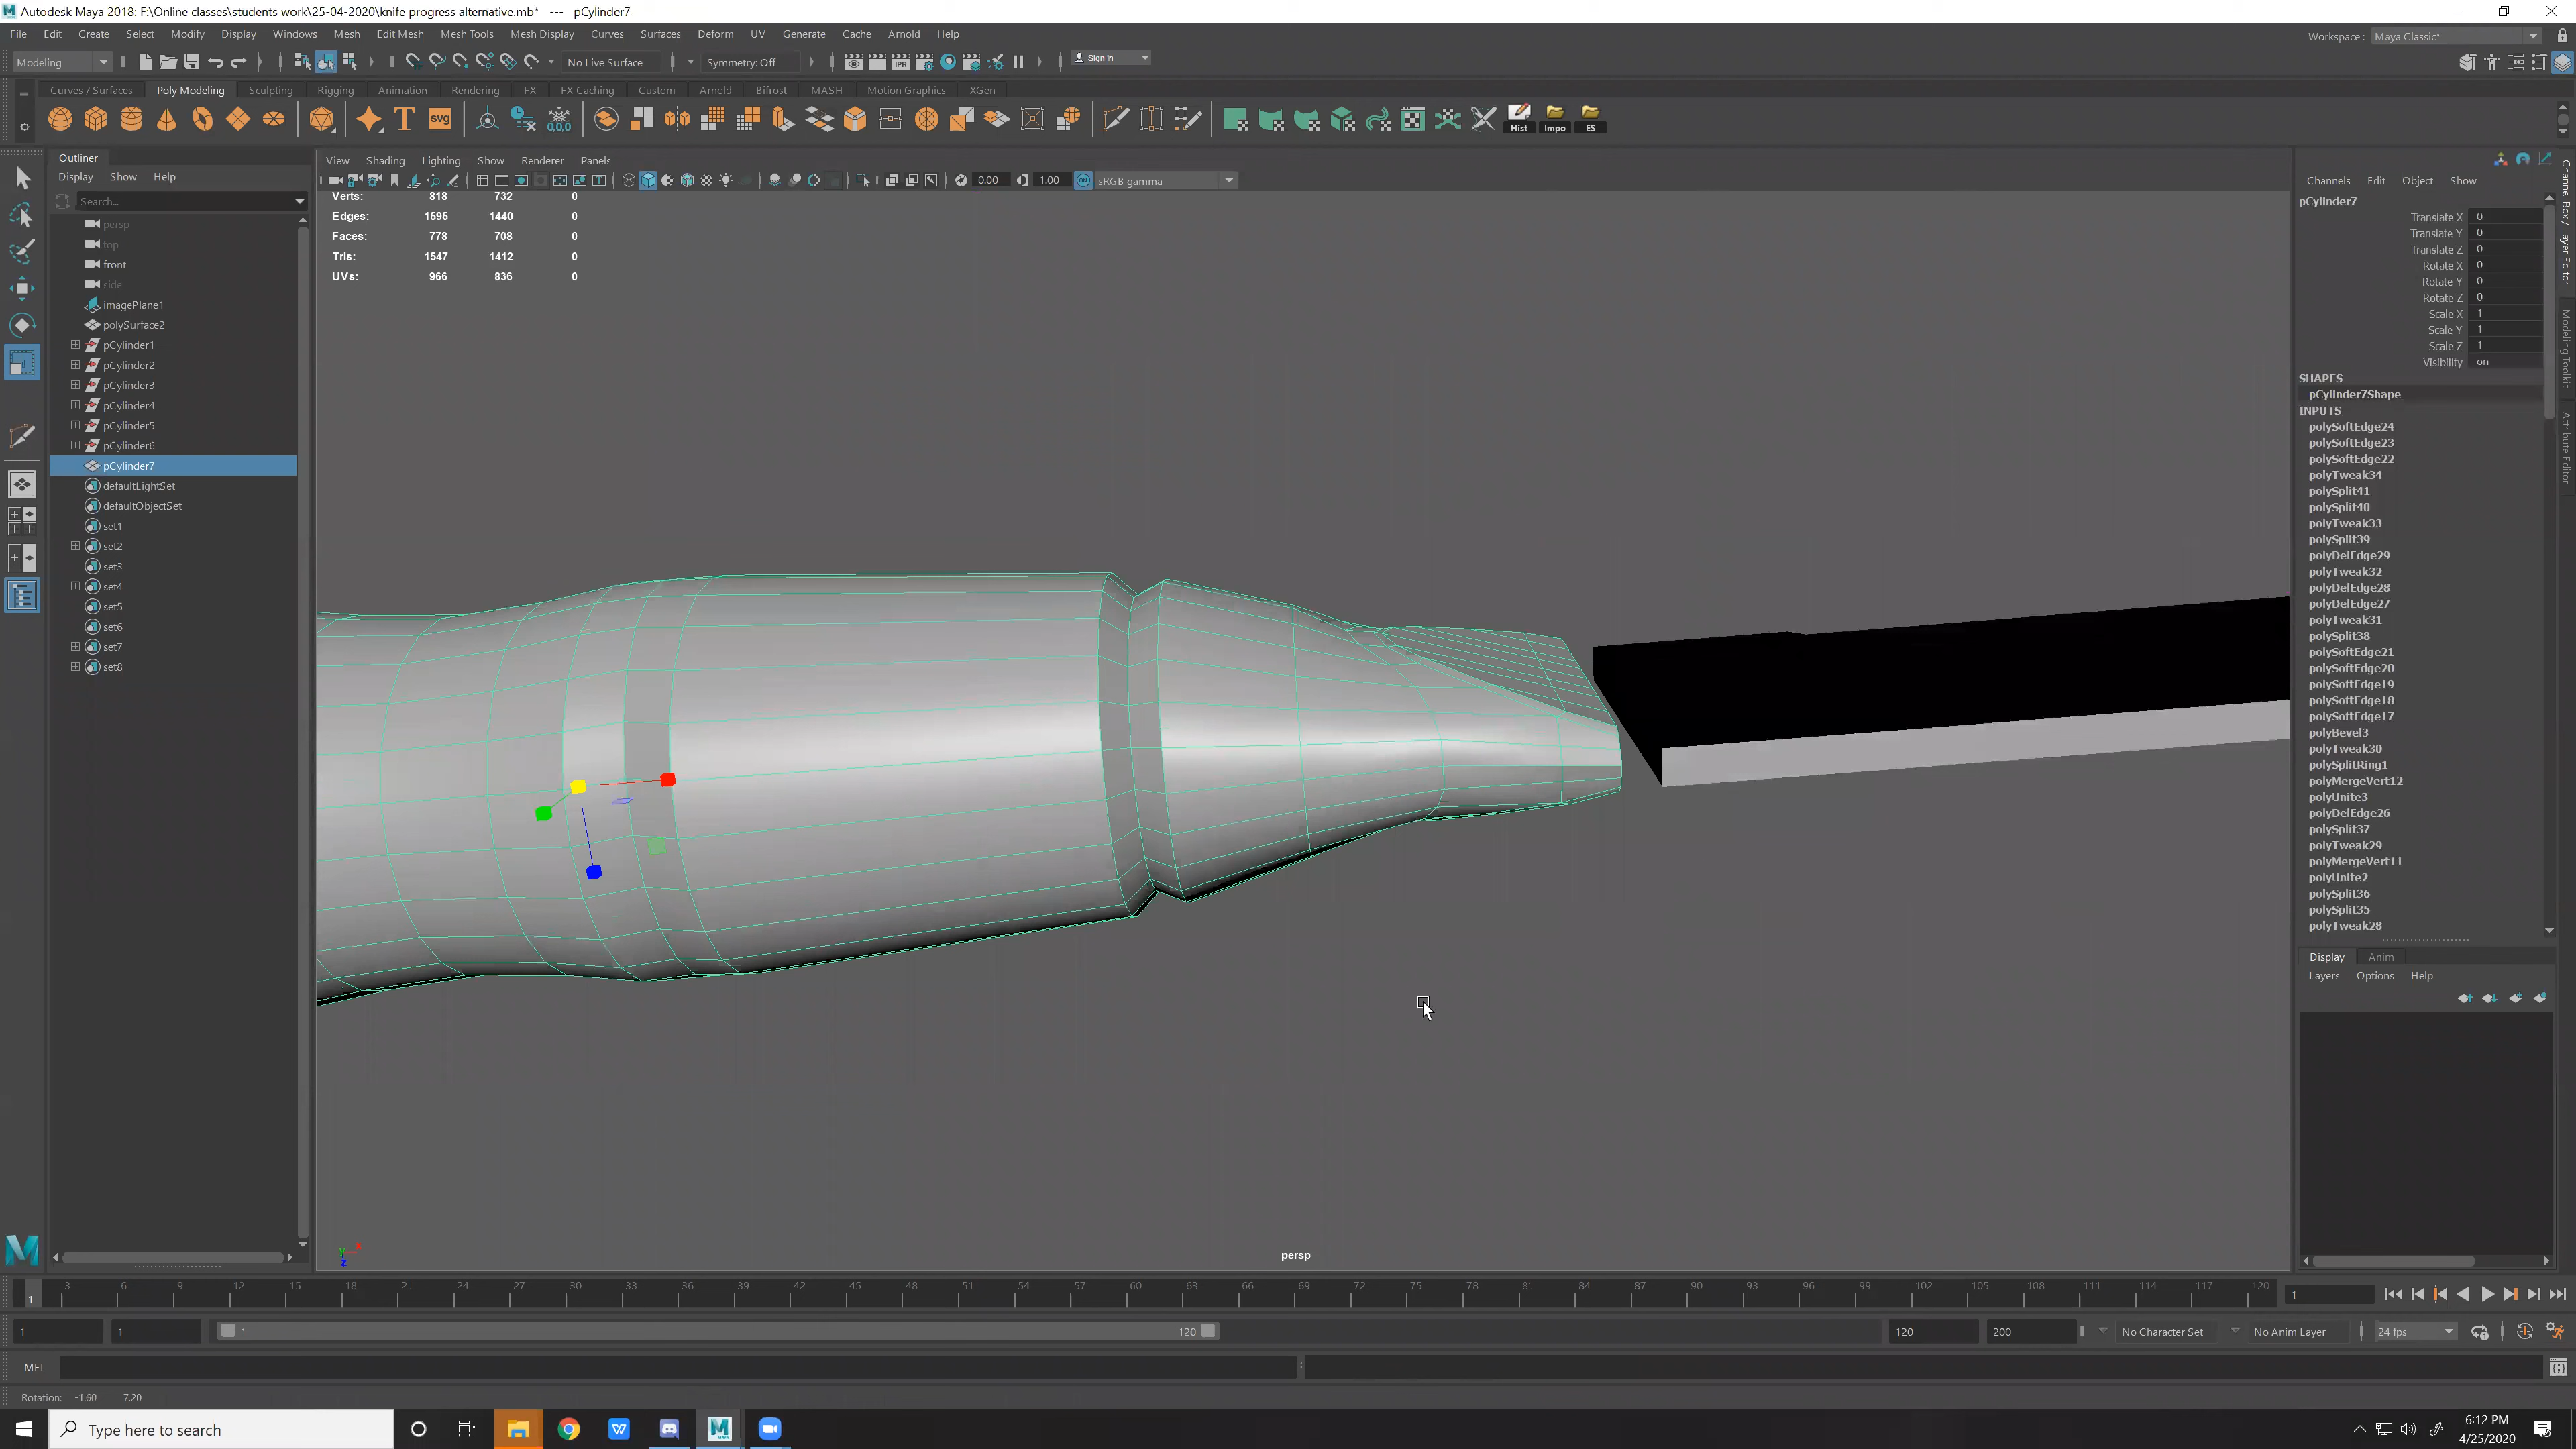 Autodesk Maya 2018: F:\Online classes\students work\25-04-2020\knife progress alternative.mb* --- pCylinder7
File Edit Create Select Modify Display Windows Mesh Edit Mesh Mesh Tools Mesh Display Curves Surfaces Deform UV Generate Cache Arnold Help
Workspace : Maya Classic*
Modeling No Live Surface Symmetry: Off IPR Sign In
Curves / Surfaces Poly Modeling Sculpting Rigging Animation Rendering FX FX Caching Custom Arnold Bifrost MASH Motion Graphics XGen
T SVG 0,0,0 Hist Impo ES
Outliner
Display Show Help
Search...
persp
top
front
side
imagePlane1
polySurface2
pCylinder1
pCylinder2
pCylinder3
pCylinder4
pCylinder5
pCylinder6
pCylinder7
defaultLightSet
defaultObjectSet
set1
set2
set3
set4
set5
set6
set7
set8
View Shading Lighting Show Renderer Panels
0.00 1.00 sRGB gamma
Verts: 818 732 0
Edges: 1595 1440 0
Faces: 778 708 0
Tris: 1547 1412 0
UVs: 966 836 0
persp
Channels Edit Object Show
pCylinder7
Translate X 0
Translate Y 0
Translate Z 0
Rotate X 0
Rotate Y 0
Rotate Z 0
Scale X 1
Scale Y 1
Scale Z 1
Visibility on
SHAPES
pCylinder7Shape
INPUTS
polySoftEdge24
polySoftEdge23
polySoftEdge22
polyTweak34
polySplit41
polySplit40
polyTweak33
polySplit39
polyDelEdge29
polyTweak32
polyDelEdge28
polyDelEdge27
polyTweak31
polySplit38
polySoftEdge21
polySoftEdge20
polySoftEdge19
polySoftEdge18
polySoftEdge17
polyBevel3
polyTweak30
polySplitRing1
polyMergeVert12
polyUnite3
polyDelEdge26
polySplit37
polyTweak29
polyMergeVert11
polyUnite2
polySplit36
polySplit35
polyTweak28
Channel Box / Layer Editor
Modeling Toolkit
Attribute Editor
Display Anim
Layers Options Help
1 3 6 9 12 15 18 21 24 27 30 33 36 39 42 45 48 51 54 57 60 63 66 69 72 75 78 81 84 87 90 93 96 99 102 105 108 111 114 117 120 1
1 1 1 120 120 200 No Character Set No Anim Layer 24 fps
MEL
Rotation: -1.60 7.20
Type here to search
6:12 PM
4/25/2020